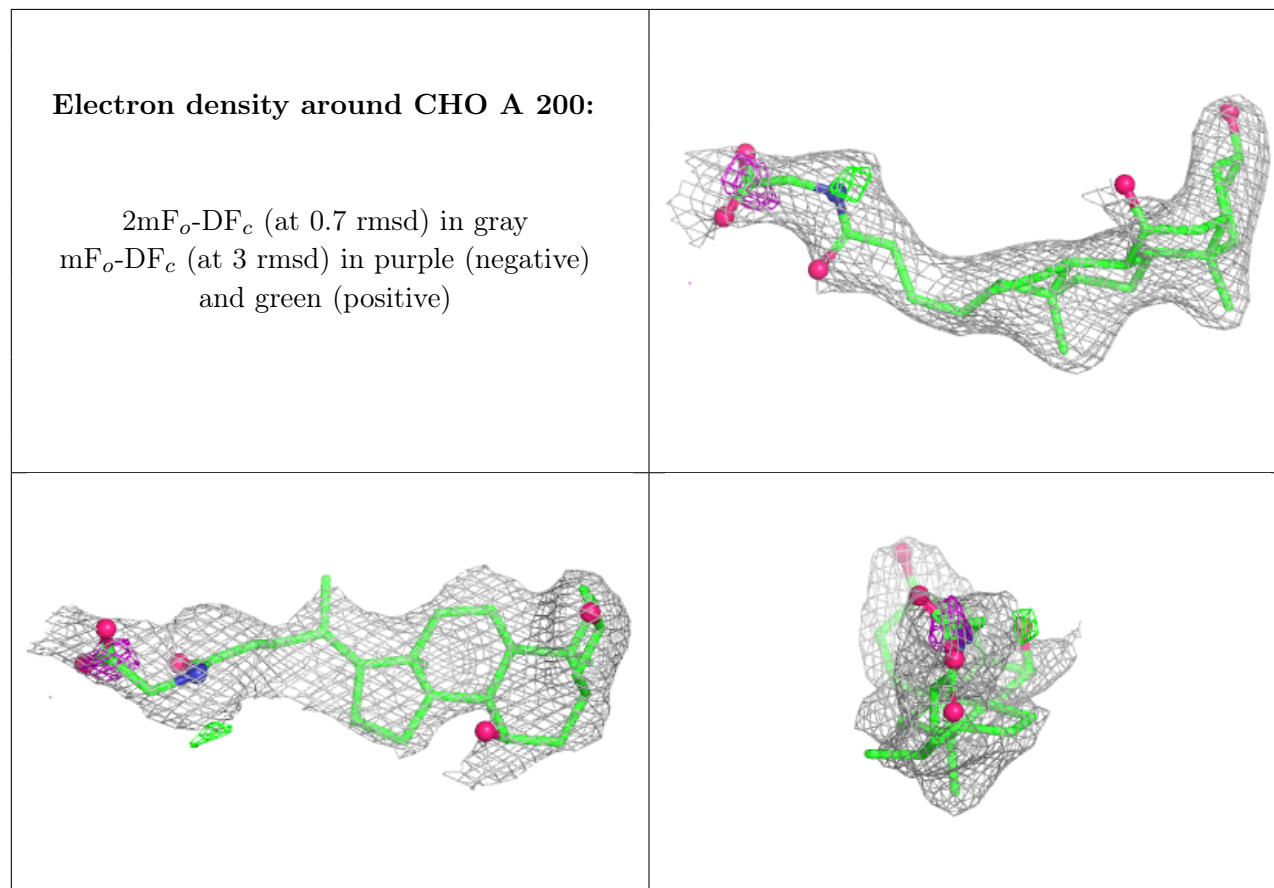 Electron density around CHO A 200:
2mFo-DFc (at 0.7 rmsd) in gray
mFo-DFc (at 3 rmsd) in purple (negative)
and green (positive)